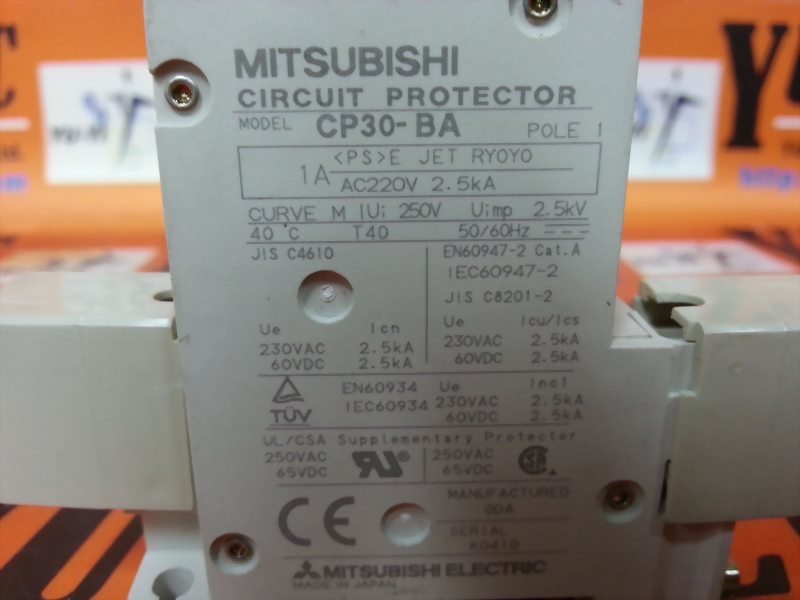 MITSUBISHI
CIRCUIT PROTECTOR
MODEL CP30-BA POLE 1
1A <PS>E JET RYOYO
AC220V 2.5kA
CURVE M IUi 250V Uimp 2.5kV
40℃ T40 50/60Hz
JIS C4610
EN60947-2 Cat.A
IEC60947-2
JIS C8201-2
Ue Icn
230VAC 2.5kA
60VDC 2.5kA
Ue Icu/Ics
230VAC 2.5kA
60VDC 2.5kA
TÜV
EN60934 Ue Incl
IEC60934 230VAC 2.5kA
60VDC 2.5kA
UL/CSA Supplementary Protector
250VAC
65VDC
250VAC
65VDC
CE
MANUFACTURED
SERIAL
K0410
MITSUBISHI ELECTRIC
MADE IN JAPAN